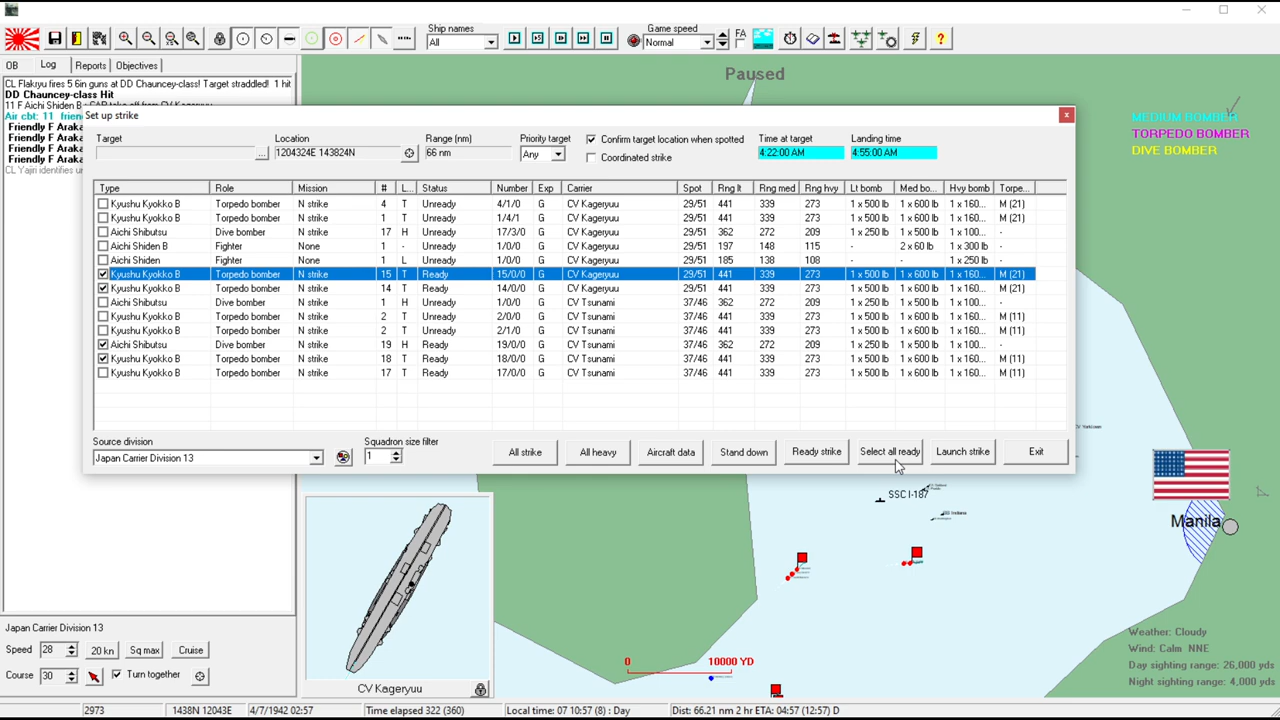 Ship names
All
Game speed
Normal
FA
OB Log Reports Objectives
CL Flakiyu fires 5 6in guns at DD Chauncey-class! Target straddled! 1 hit
DD Chauncey-class Hit
11 F Aichi Shiden B
Air cbt: 11 frien
Friendly F Araka
Friendly F Araka
Friendly F Araka
Friendly F Araka
CL Yajiri identifies un
Paused
MEDIUM BOMBER
TORPEDO BOMBER
DIVE BOMBER
Set up strike
Target Location Range (nm) Priority target Confirm target location when spotted Time at target Landing time
... 1204324E 143824N 66 nm Any Coordinated strike 4:22:00 AM 4:55:00 AM
Type Role Mission # L... Status Number Exp Carrier Spot Rng lt Rng med Rng hvy Lt bomb Med bo... Hvy bomb Torpe...
Kyushu Kyokko B Torpedo bomber N strike 4 T Unready 4/1/0 G CV Kageryuu 29/51 441 339 273 1 x 500 lb 1 x 600 lb 1 x 160... M (21)
Kyushu Kyokko B Torpedo bomber N strike 1 T Unready 1/4/1 G CV Kageryuu 29/51 441 339 273 1 x 500 lb 1 x 600 lb 1 x 160... M (21)
Aichi Shibutsu Dive bomber N strike 17 H Unready 17/3/0 G CV Kageryuu 29/51 362 272 209 1 x 250 lb 1 x 500 lb 1 x 100... -
Aichi Shiden B Fighter None 1 - Unready 1/0/0 G CV Kageryuu 29/51 197 148 115 - 2 x 60 lb 1 x 300 lb -
Aichi Shiden Fighter None 1 L Unready 1/0/0 G CV Kageryuu 29/51 185 138 108 - - 1 x 250 lb -
Kyushu Kyokko B Torpedo bomber N strike 15 T Ready 15/0/0 G CV Kageryuu 29/51 441 339 273 1 x 500 lb 1 x 600 lb 1 x 160... M (21)
Kyushu Kyokko B Torpedo bomber N strike 14 T Ready 14/0/0 G CV Kageryuu 29/51 441 339 273 1 x 500 lb 1 x 600 lb 1 x 160... M (21)
Aichi Shibutsu Dive bomber N strike 1 H Unready 1/0/0 G CV Tsunami 37/46 362 272 209 1 x 250 lb 1 x 500 lb 1 x 100... -
Kyushu Kyokko B Torpedo bomber N strike 2 T Unready 2/0/0 G CV Tsunami 37/46 441 339 273 1 x 500 lb 1 x 600 lb 1 x 160... M (11)
Kyushu Kyokko B Torpedo bomber N strike 2 T Unready 2/1/0 G CV Tsunami 37/46 441 339 273 1 x 500 lb 1 x 600 lb 1 x 160... M (11)
Aichi Shibutsu Dive bomber N strike 19 H Ready 19/0/0 G CV Tsunami 37/46 362 272 209 1 x 250 lb 1 x 500 lb 1 x 100... -
Kyushu Kyokko B Torpedo bomber N strike 18 T Ready 18/0/0 G CV Tsunami 37/46 441 339 273 1 x 500 lb 1 x 600 lb 1 x 160... M (11)
Kyushu Kyokko B Torpedo bomber N strike 17 T Ready 17/0/0 G CV Tsunami 37/46 441 339 273 1 x 500 lb 1 x 600 lb 1 x 160... M (11)
Source division Squadron size filter
Japan Carrier Division 13 1 All strike All heavy Aircraft data Stand down Ready strike Select all ready Launch strike Exit
SSC I-187
Manila
CV Kageryuu
0 10000 YD
Weather: Cloudy
Wind: Calm NNE
Day sighting range: 26,000 yds
Night sighting range: 4,000 yds
Japan Carrier Division 13
Speed 28 20 kn Sq max Cruise
Course 30 Turn together
2973 1438N 12043E 4/7/1942 02:57 Time elapsed 322 (360) Local time: 07 10:57 (8) : Day Dist: 66.21 nm 2 hr ETA: 04:57 (12:57) D